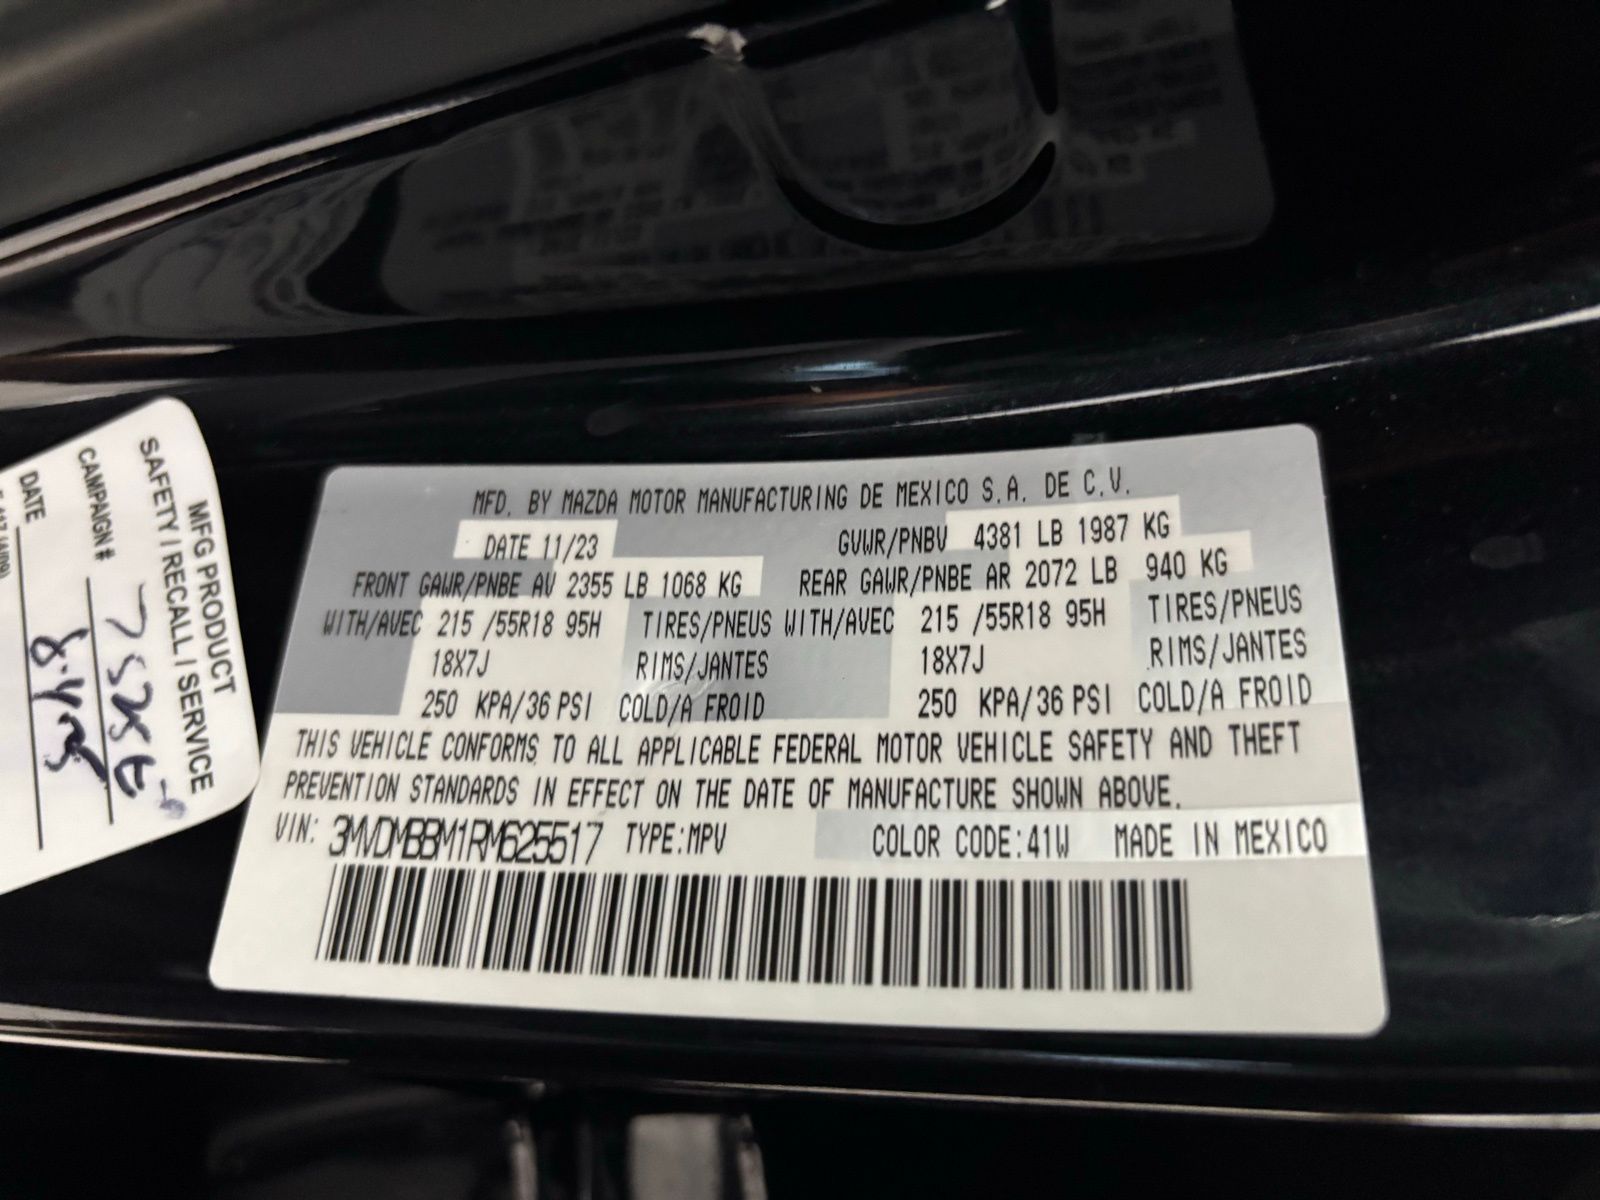 MFD. BY MAZDA MOTOR MANUFACTURING DE MEXICO S.A. DE C.V.
DATE 11/23 GVWR/PNBV 4381 LB 1987 KG
FRONT GAWR/PNBE AV 2355 LB 1068 KG REAR GAWR/PNBE AR 2072 LB 940 KG
WITH/AVEC 215 /55R18 95H TIRES/PNEUS WITH/AVEC 215 /55R18 95H TIRES/PNEUS
18X7J RIMS/JANTES 18X7J RIMS/JANTES
250 KPA/36 PSI COLD/A FROID 250 KPA/36 PSI COLD/A FROID
THIS VEHICLE CONFORMS TO ALL APPLICABLE FEDERAL MOTOR VEHICLE SAFETY AND THEFT
PREVENTION STANDARDS IN EFFECT ON THE DATE OF MANUFACTURE SHOWN ABOVE.
VIN: 3MVDMBBM1RM625517 TYPE:MPV COLOR CODE:41W MADE IN MEXICO
MFG PRODUCT
SAFETY / RECALL / SERVICE
CAMPAIGN #
DATE